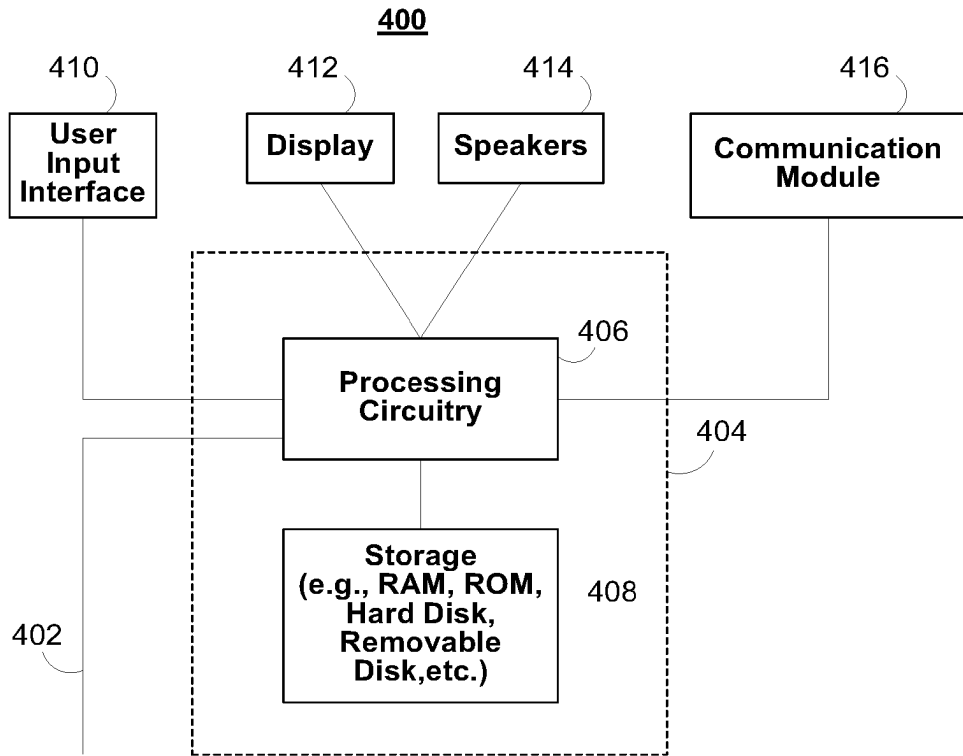 400
410
412
414
416
User
Input
Interface
Display
Speakers
Communication
Module
406
Processing
Circuitry
404
Storage
(e.g., RAM, ROM,
Hard Disk,
Removable
Disk,etc.)
408
402